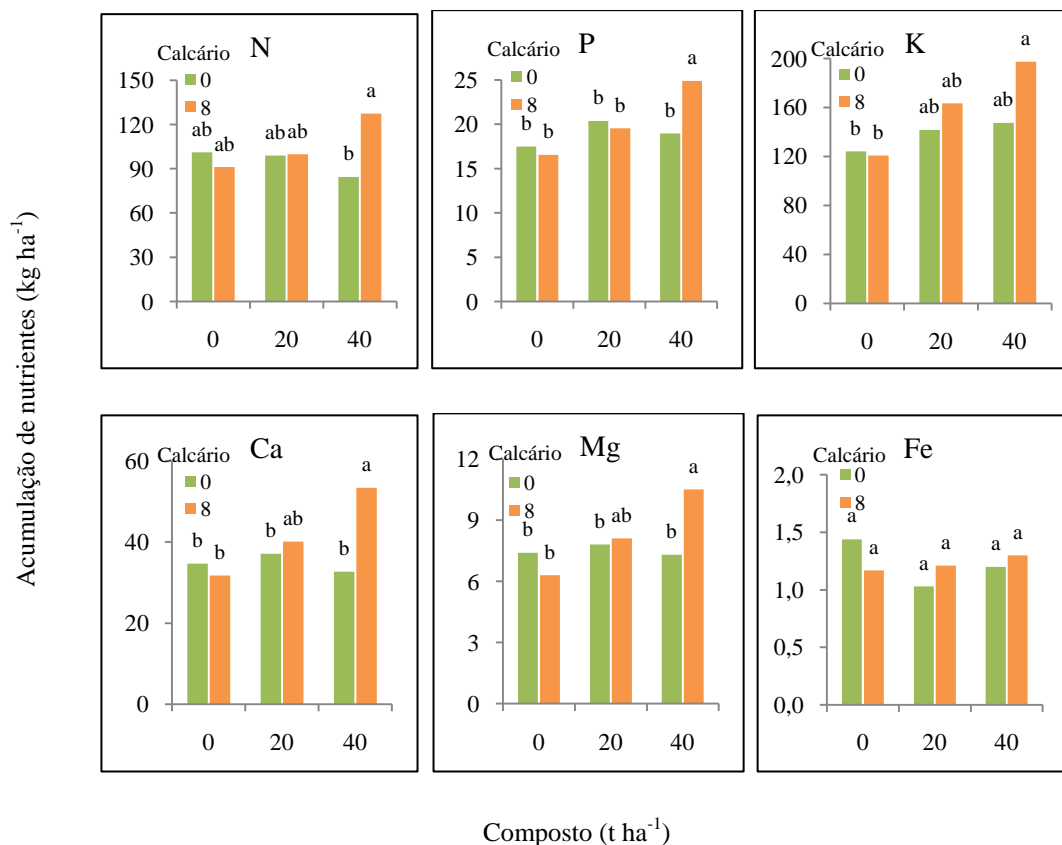 Acumulação de nutrientes (kg ha⁻¹)
N
Calcário
0
8
150
120
90
60
30
0
ab
ab
ab
ab
b
a
0
20
40
P
Calcário
0
8
25
20
15
10
5
0
b
b
b
b
b
a
0
20
40
K
Calcário
0
8
200
160
120
80
40
0
b
b
ab
ab
ab
a
0
20
40
Ca
Calcário
0
8
60
40
20
0
b
b
b
ab
b
a
0
20
40
Mg
Calcário
0
8
12
9
6
3
0
b
b
b
ab
b
a
0
20
40
Fe
Calcário
0
8
2,0
1,5
1,0
0,5
0,0
a
a
a
a
a
a
0
20
40
Composto (t ha⁻¹)